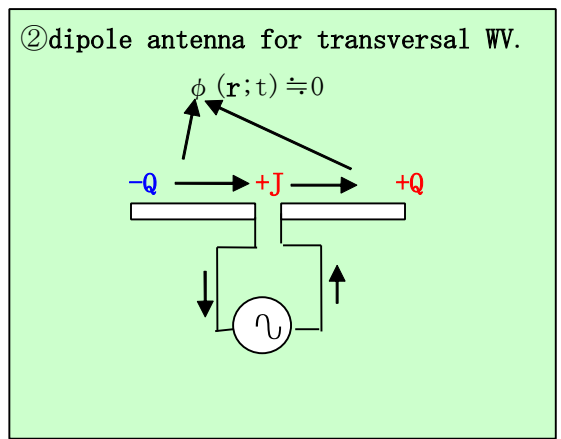 ②dipole antenna for transversal WV.
φ(r;t)≒0
-Q +J +Q